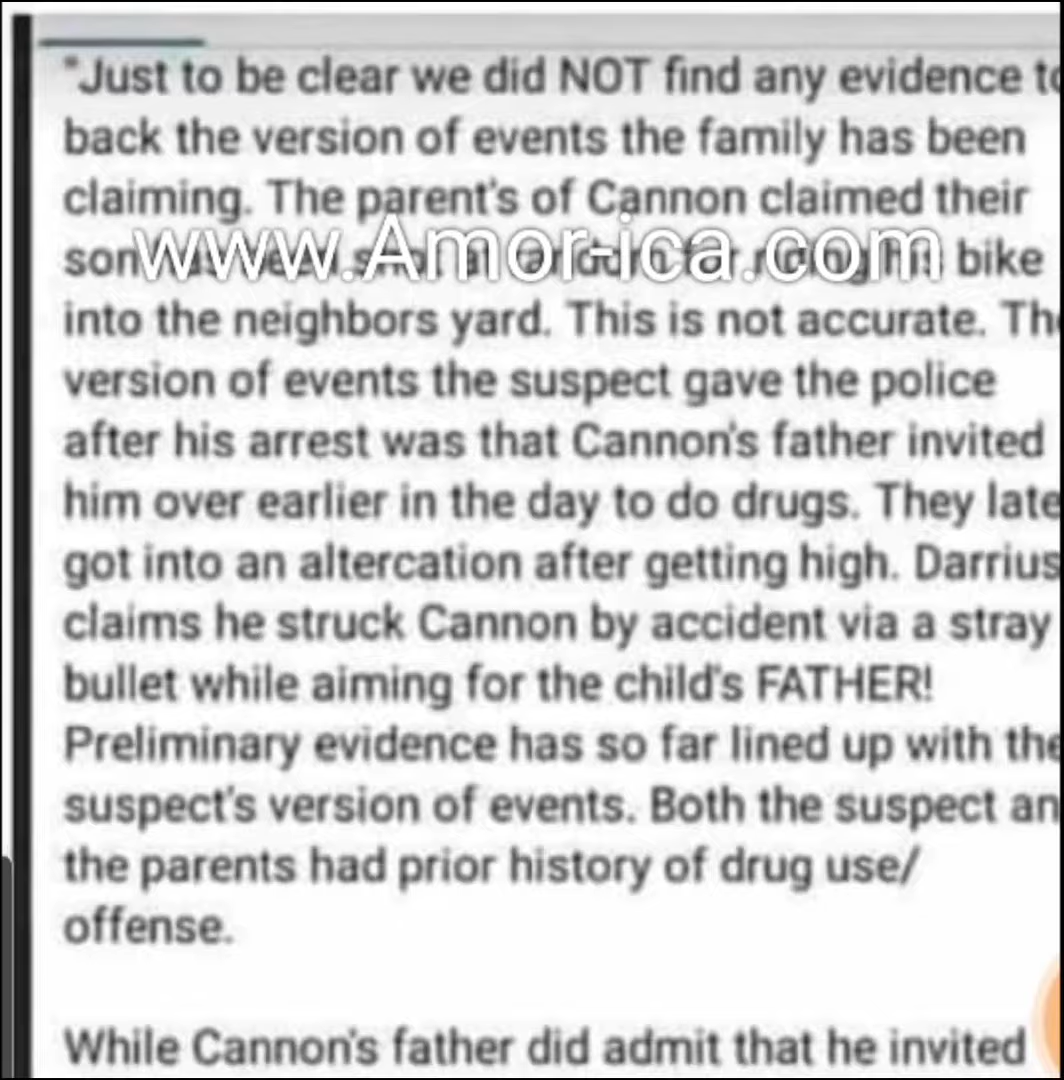 "Just to be clear we did NOT find any evidence to
back the version of events the family has been
claiming. The parent's of Cannon claimed their
www.Amor-ica.com
son bike
into the neighbors yard. This is not accurate. Th
version of events the suspect gave the police
after his arrest was that Cannon's father invited
him over earlier in the day to do drugs. They late
got into an altercation after getting high. Darrius
claims he struck Cannon by accident via a stray
bullet while aiming for the child's FATHER!
Preliminary evidence has so far lined up with the
suspect's version of events. Both the suspect an
the parents had prior history of drug use/
offense.
While Cannon's father did admit that he invited